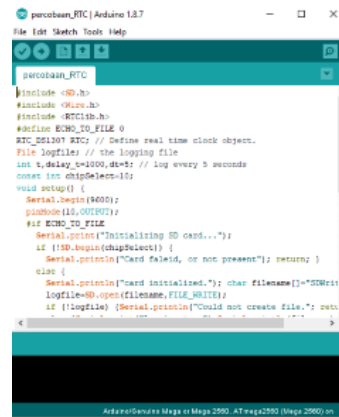 percobaan_RTC | Arduino 1.8.7
File Edit Sketch Tools Help
percobaan_RTC
#include <SD.h>
#include <Wire.h>
#include <RTClib.h>
#define ECHO_TO_FILE 0
RTC_DS1307 RTC; // Define real time clock object.
File logfile; // the logging file
int t,delay_t=1000,dt=5; // log every 5 seconds
const int chipSelect=10;
void setup() {
Serial.begin(9600);
pinMode(10,OUTPUT);
#if ECHO_TO_FILE
Serial.print("Initializing SD card...");
if (!SD.begin(chipSelect)) {
Serial.println("Card faleid, or not present"); return; }
else {
Serial.println("card initialized."); char filename[]="SDWrit
logfile=SD.open(filename,FILE_WRITE);
if (!logfile) {Serial.println("Could not create file."); retu
Arduino/Genuino Mega or Mega 2560, ATmega2560 (Mega 2560) on